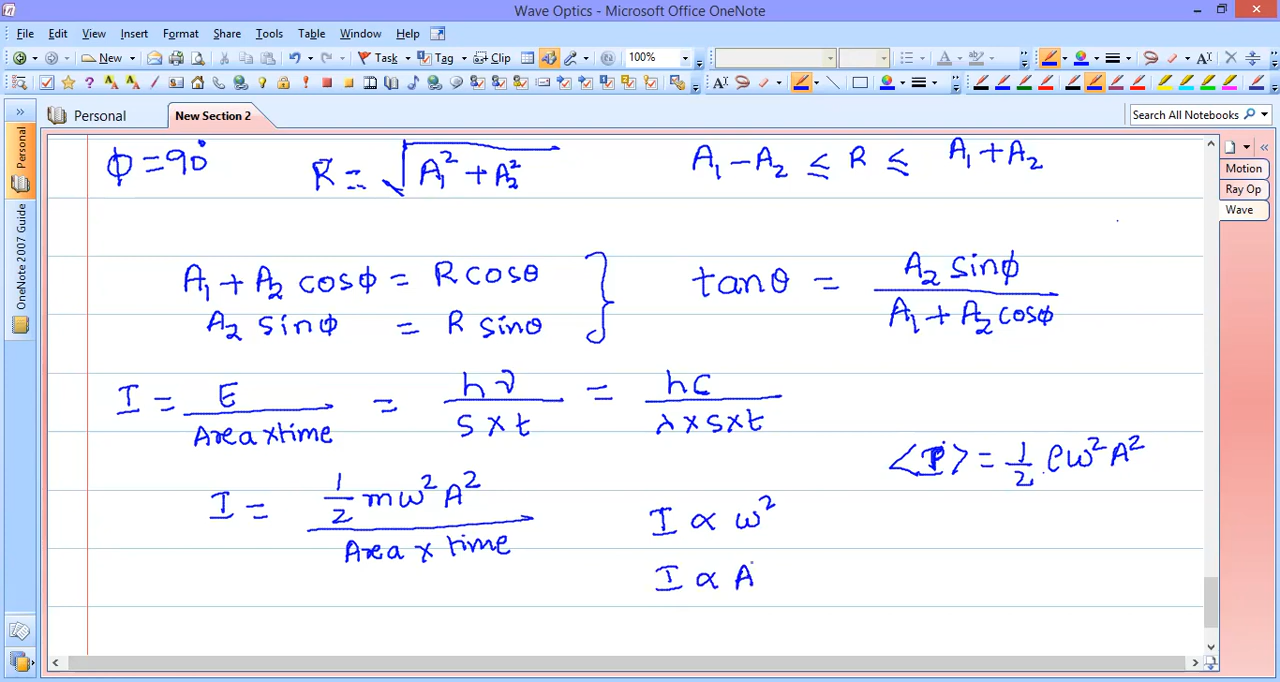 Wave Optics - Microsoft Office OneNote
File Edit View Insert Format Share Tools Table Window Help
New Task Tag Clip 100%
Personal New Section 2 Search All Notebooks
Personal
OneNote 2007 Guide
Motion
Ray Op
Wave
ϕ = 90° R = √(A₁² + A₂²) A₁ − A₂ ≤ R ≤ A₁ + A₂
A₁ + A₂ cosϕ = R cosθ
A₂ sinϕ = R sinθ
} tanθ = A₂ sinϕ / (A₁ + A₂ cosϕ)
I = E / (Area x time) = hν / (S x t) = hc / (λ x S x t)
<I> = 1/2 ρω²A²
I = 1/2 mω²A² / (Area x time)
I ∝ ω²
I ∝ A